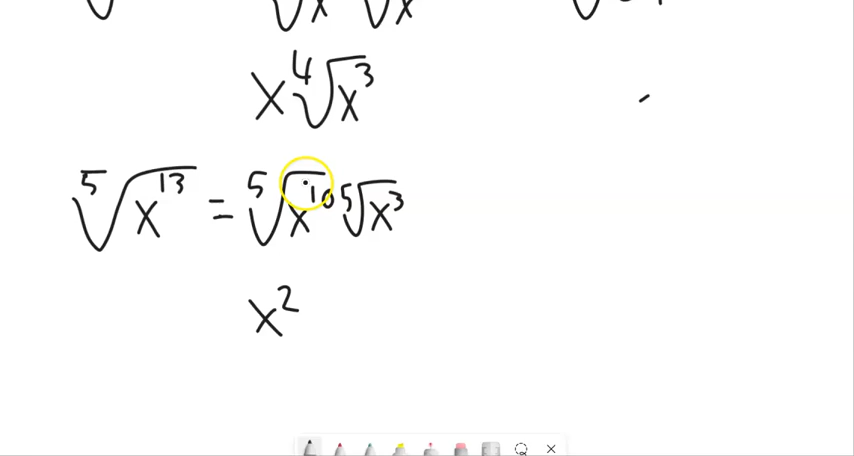 x ⁴√x³
⁵√x¹³ = ⁵√x¹⁰ ⁵√x³
x²